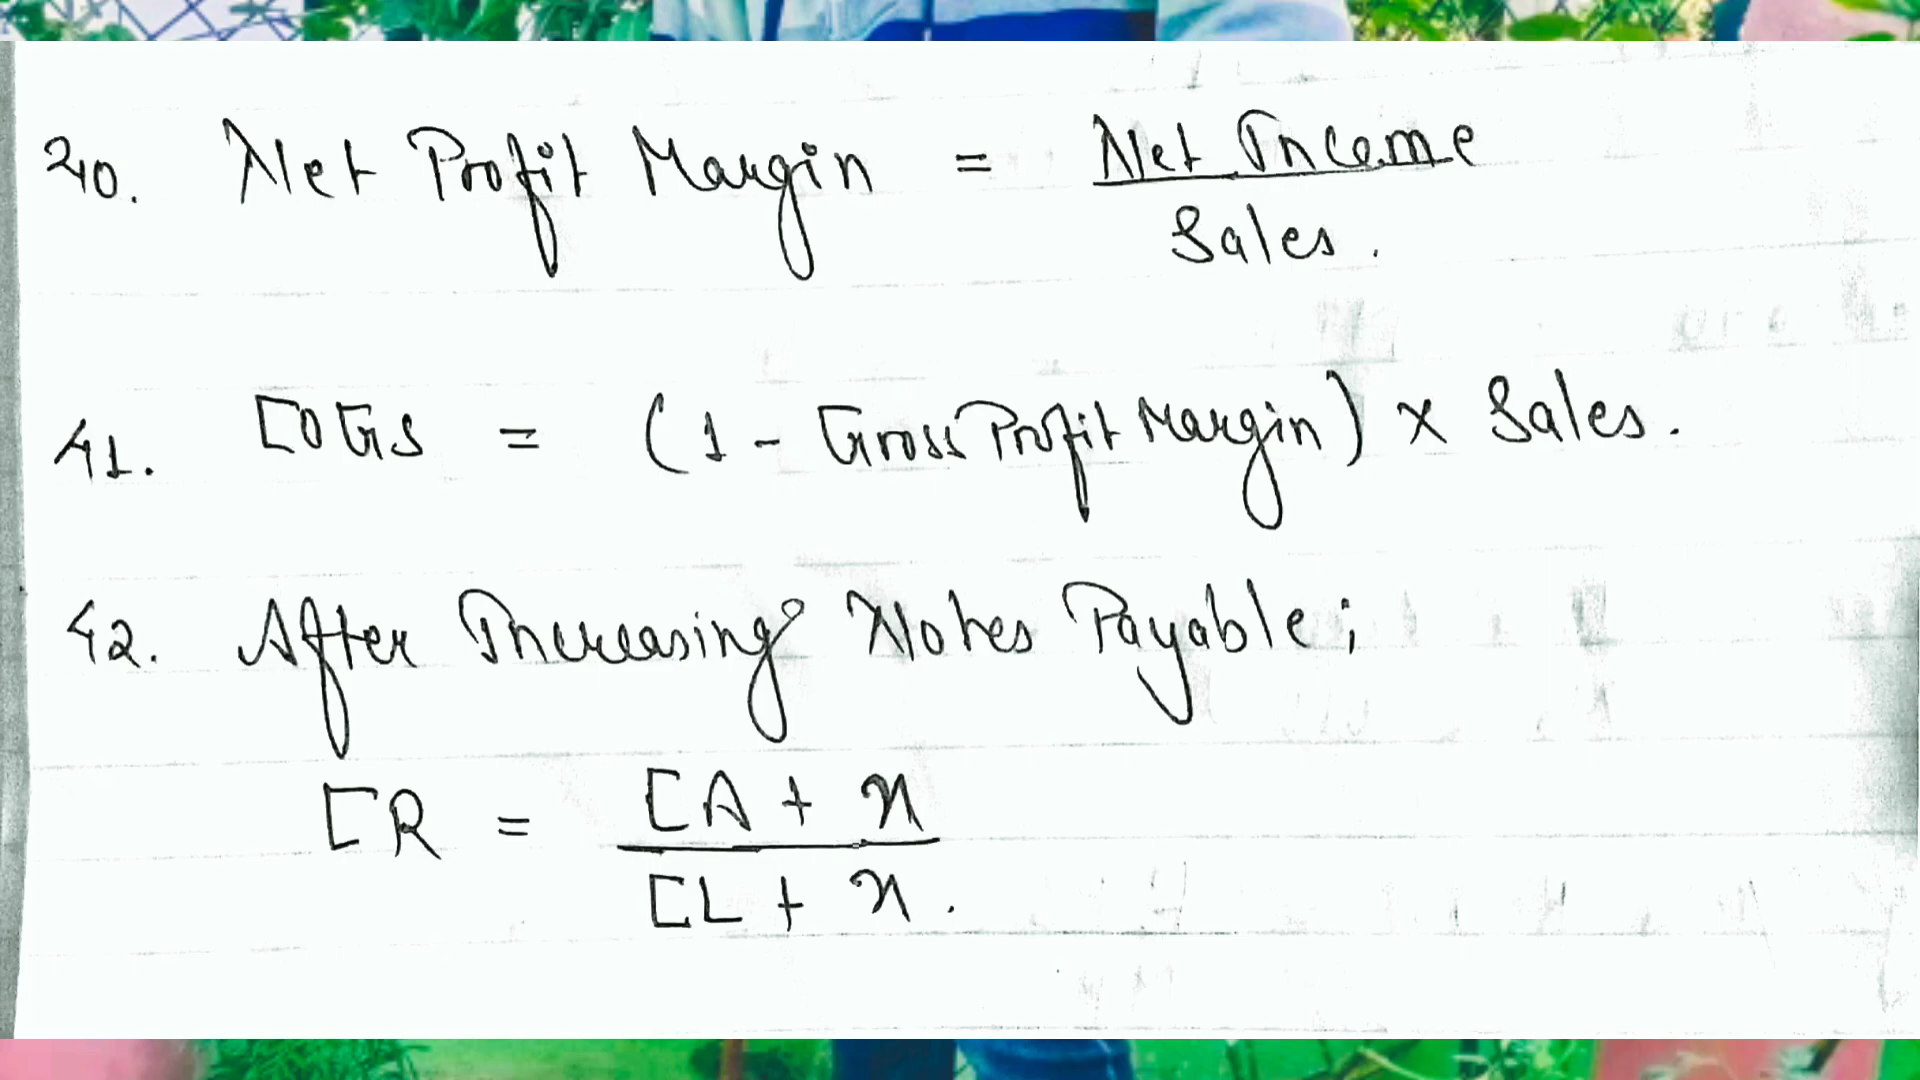 40. Net Profit Margin = Net Income
Sales.
41. COGS = (1 - Gross Profit Margin) x Sales.
42. After Increasing Notes Payable;
CR = CA + x
CL + x.